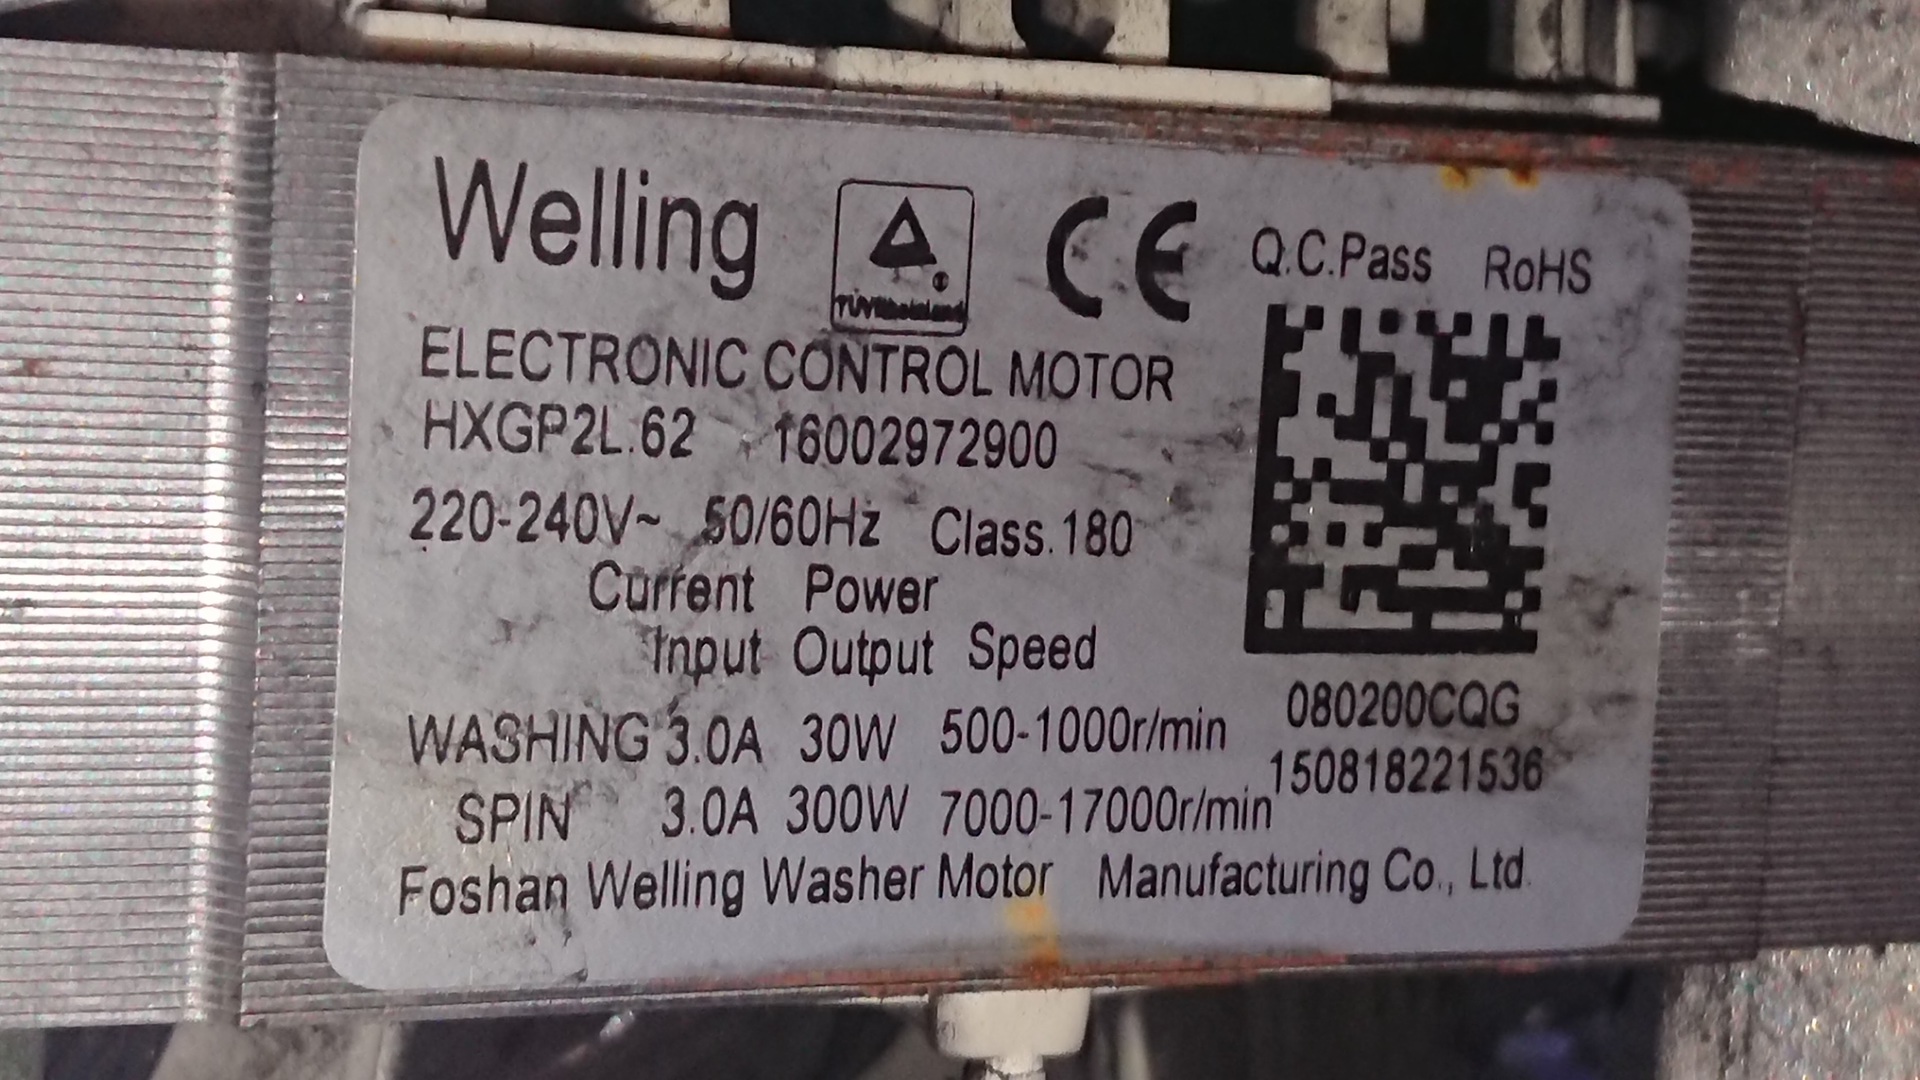 Welling
TÜVRheinland
CE
Q.C.Pass RoHS
ELECTRONIC CONTROL MOTOR
HXGP2L.62 16002972900
220-240V~ 50/60Hz Class.180
Current Power
Input Output Speed
WASHING 3.0A 30W 500-1000r/min
SPIN 3.0A 300W 7000-17000r/min
080200CQG
150818221536
Foshan Welling Washer Motor Manufacturing Co., Ltd.